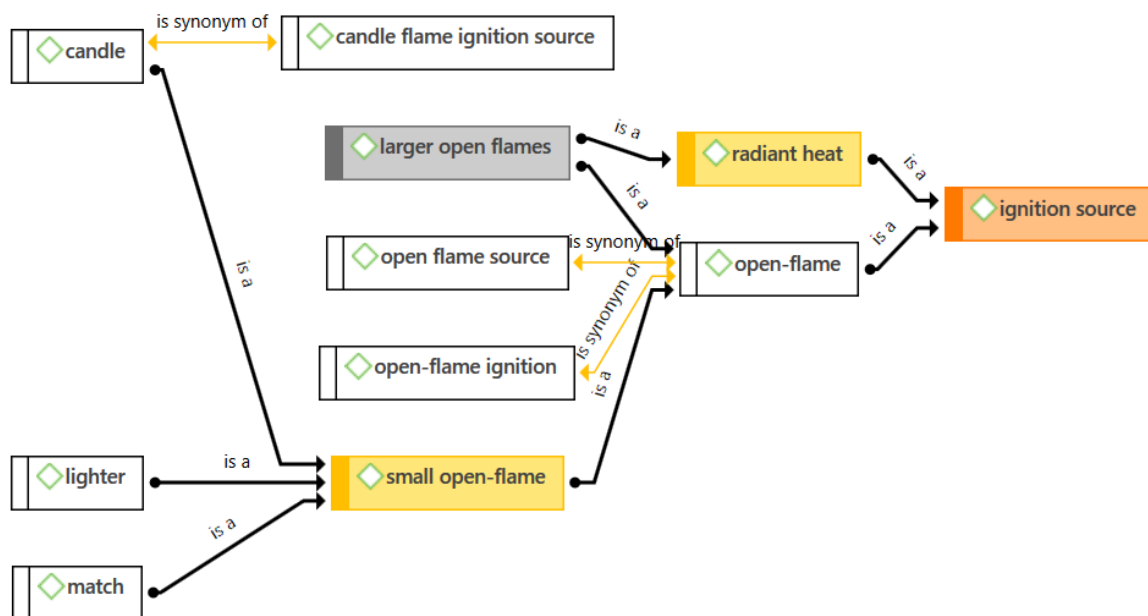 is synonym of
candle
candle flame ignition source
larger open flames
is a
radiant heat
is a
ignition source
is a
open flame source
is synonym of
open-flame
is a
is a
is synonym of
open-flame ignition
is a
lighter
is a
small open-flame
is a
match